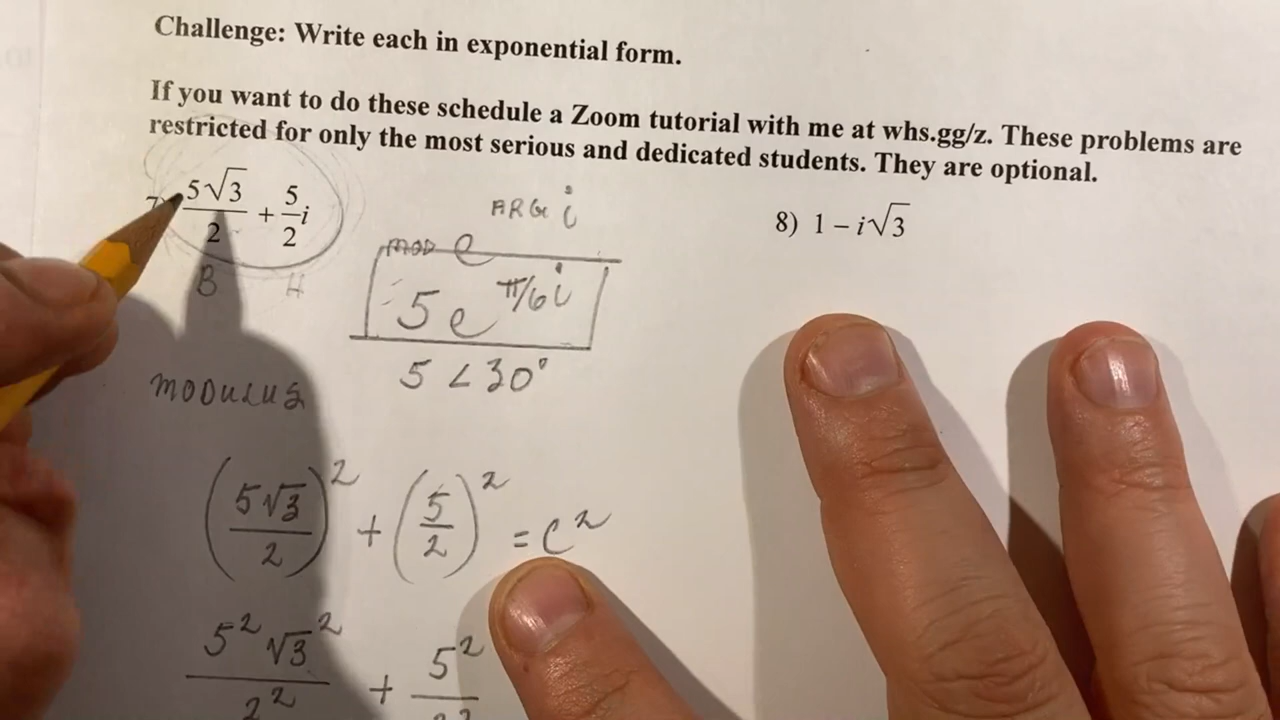 Challenge: Write each in exponential form.
If you want to do these schedule a Zoom tutorial with me at whs.gg/z. These problems are
restricted for only the most serious and dedicated students. They are optional.
5√3/2 + 5/2 i
B H
ARG i
MOD e
5 e^π/6 i
5 ∠ 30°
8) 1 − i√3
MODULUS
(5√3/2)² + (5/2)² = c²
5²√3²/2² + 5²